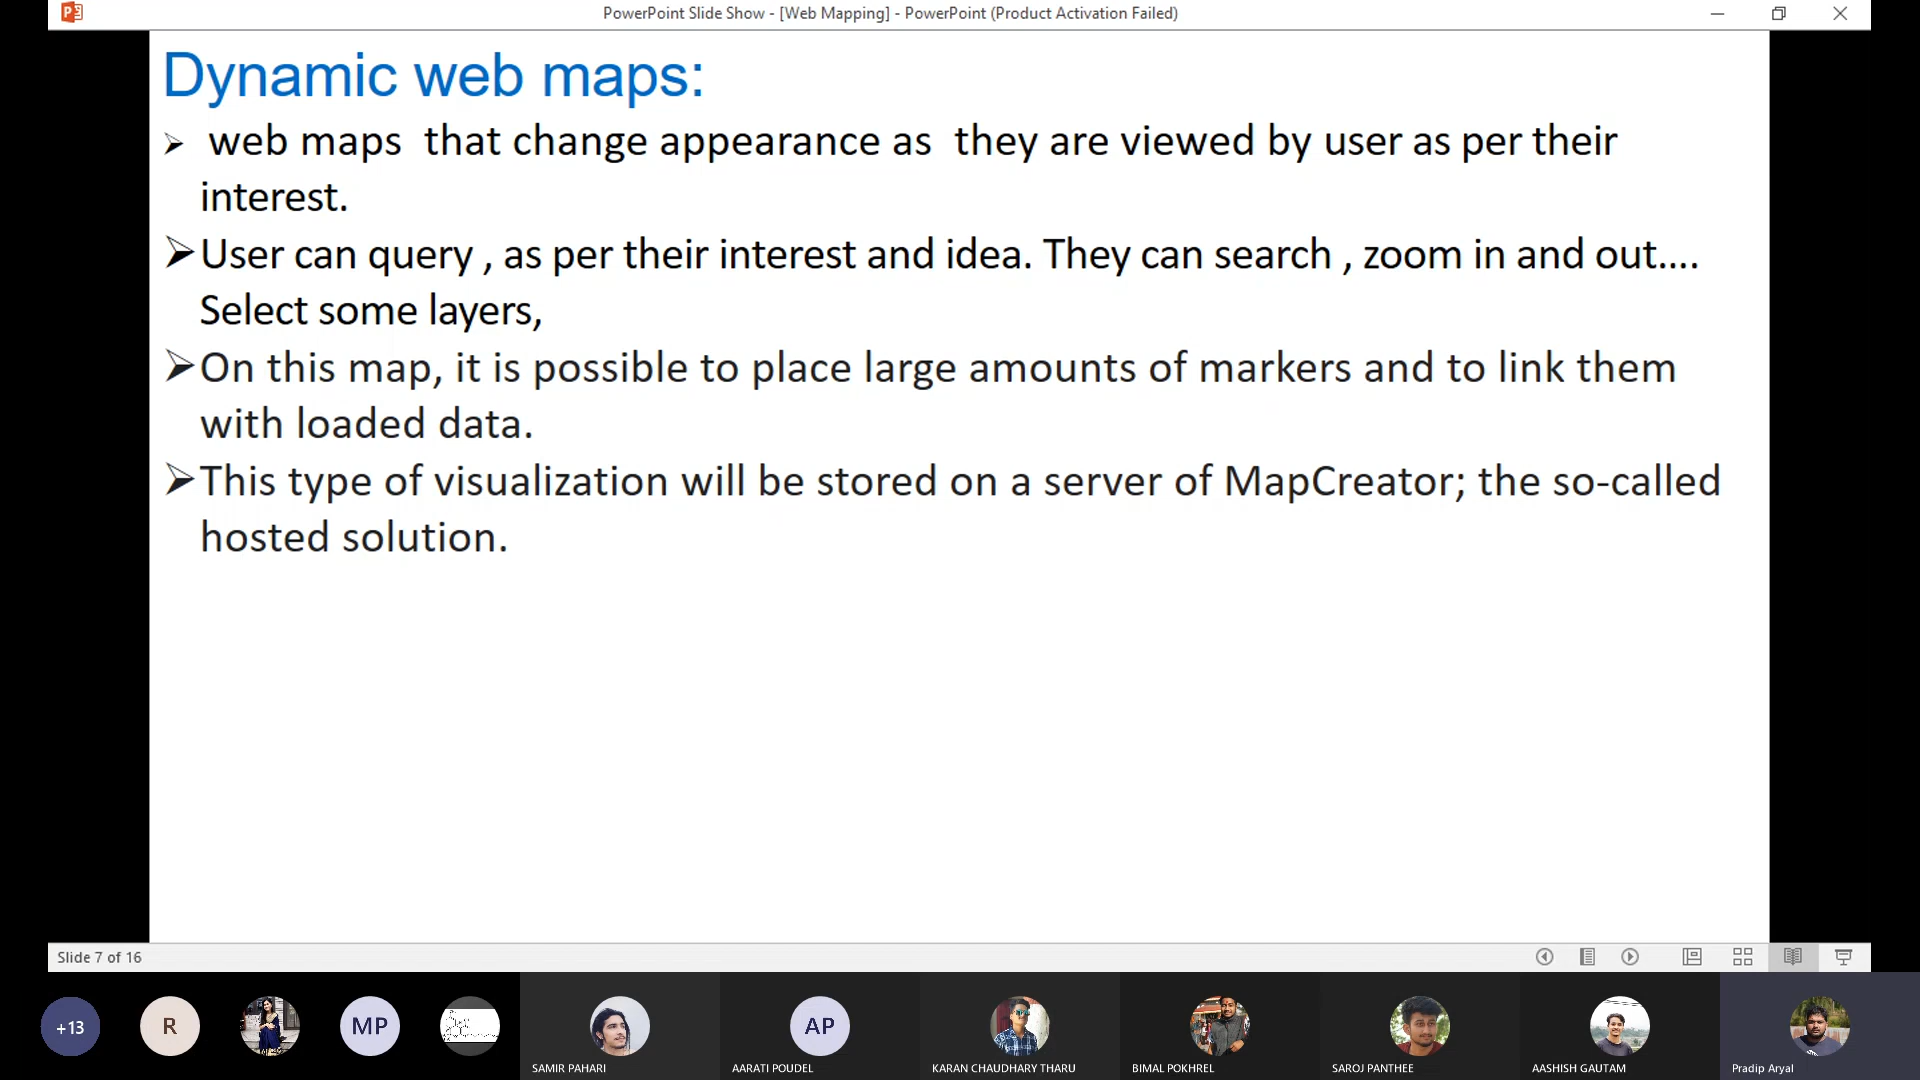 PowerPoint Slide Show - [Web Mapping] - PowerPoint (Product Activation Failed)
Dynamic web maps:
➢ web maps that change appearance as they are viewed by user as per their
interest.
➢User can query , as per their interest and idea. They can search , zoom in and out....
Select some layers,
➢On this map, it is possible to place large amounts of markers and to link them
with loaded data.
➢This type of visualization will be stored on a server of MapCreator; the so-called
hosted solution.
Slide 7 of 16
+13
R
MP
AP
SAMIR PAHARI
AARATI POUDEL
KARAN CHAUDHARY THARU
BIMAL POKHREL
SAROJ PANTHEE
AASHISH GAUTAM
Pradip Aryal